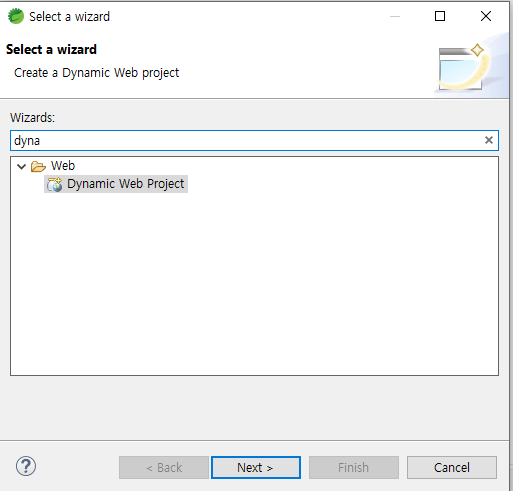 Select a wizard
Select a wizard
Create a Dynamic Web project
Wizards:
dyna
Web
Dynamic Web Project
< Back Next > Finish Cancel